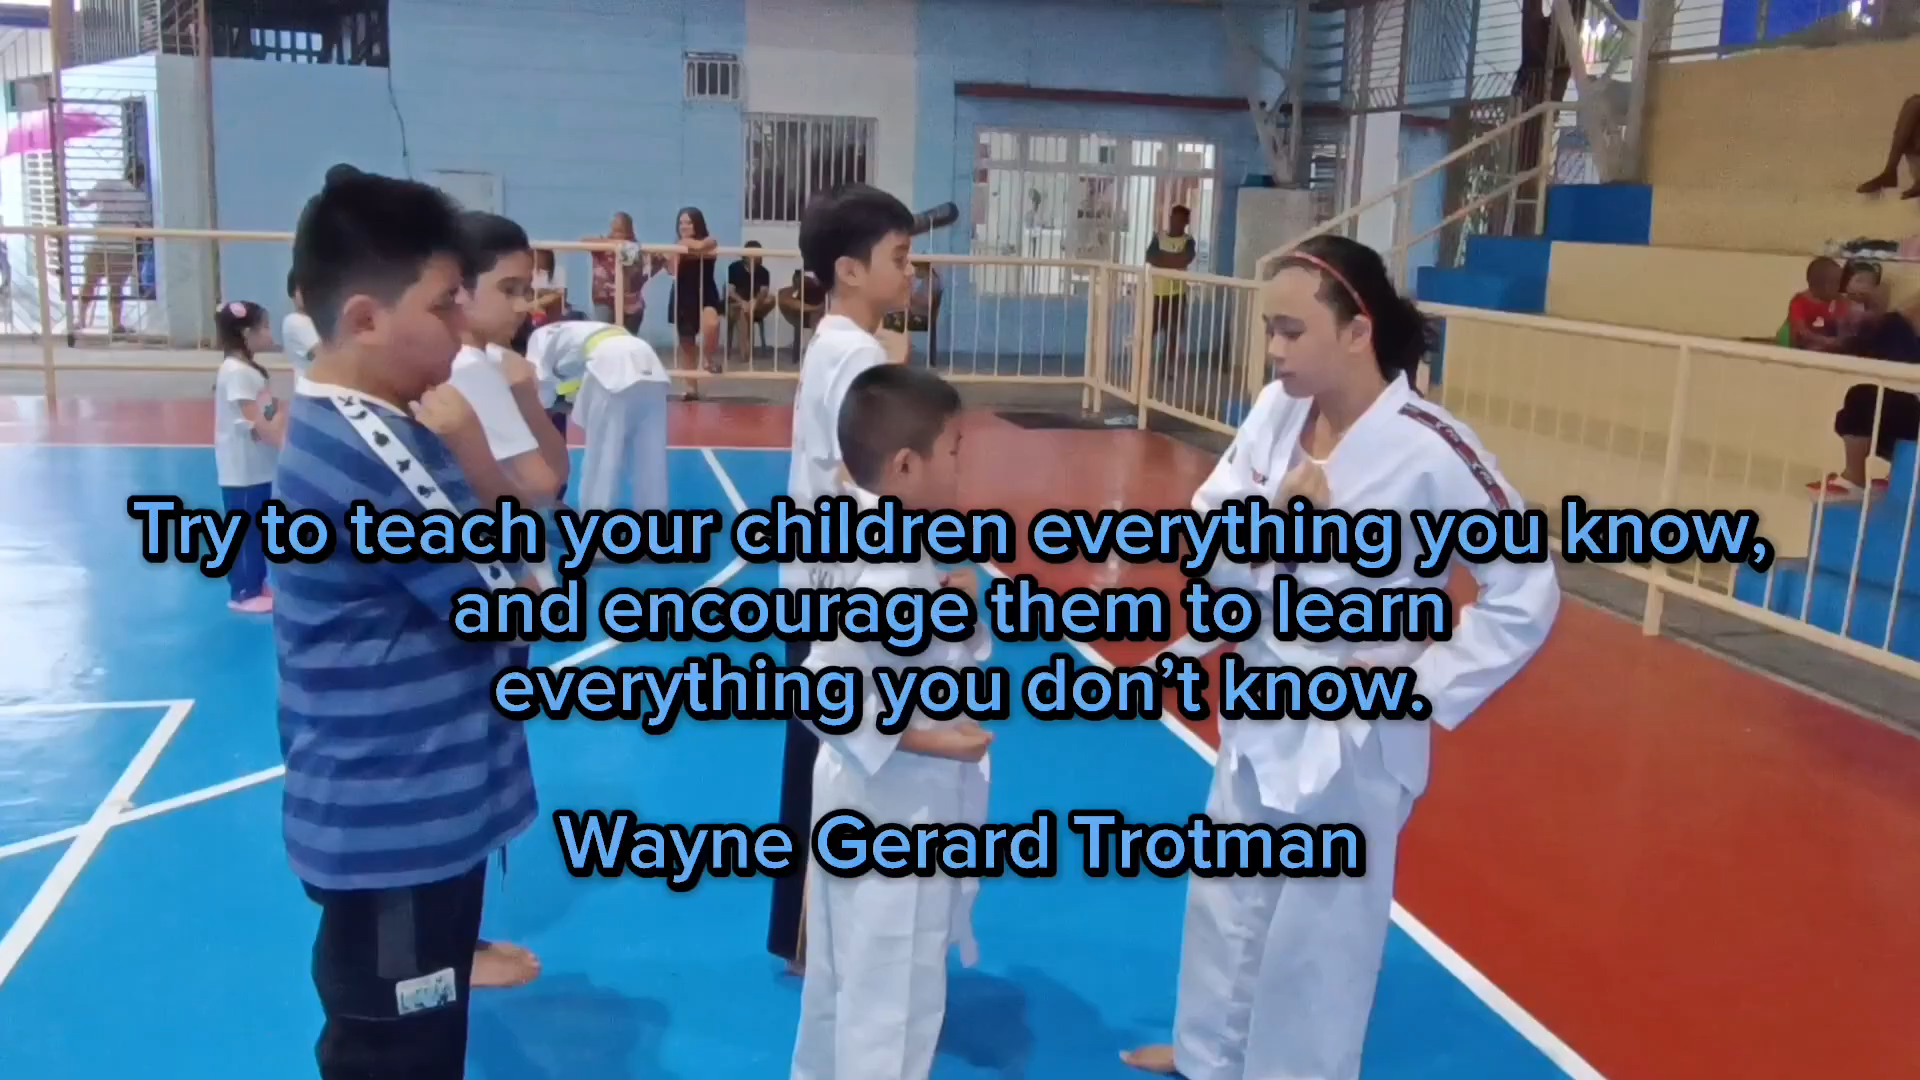 Try to teach your children everything you know,
and encourage them to learn
everything you don't know.
Wayne Gerard Trotman